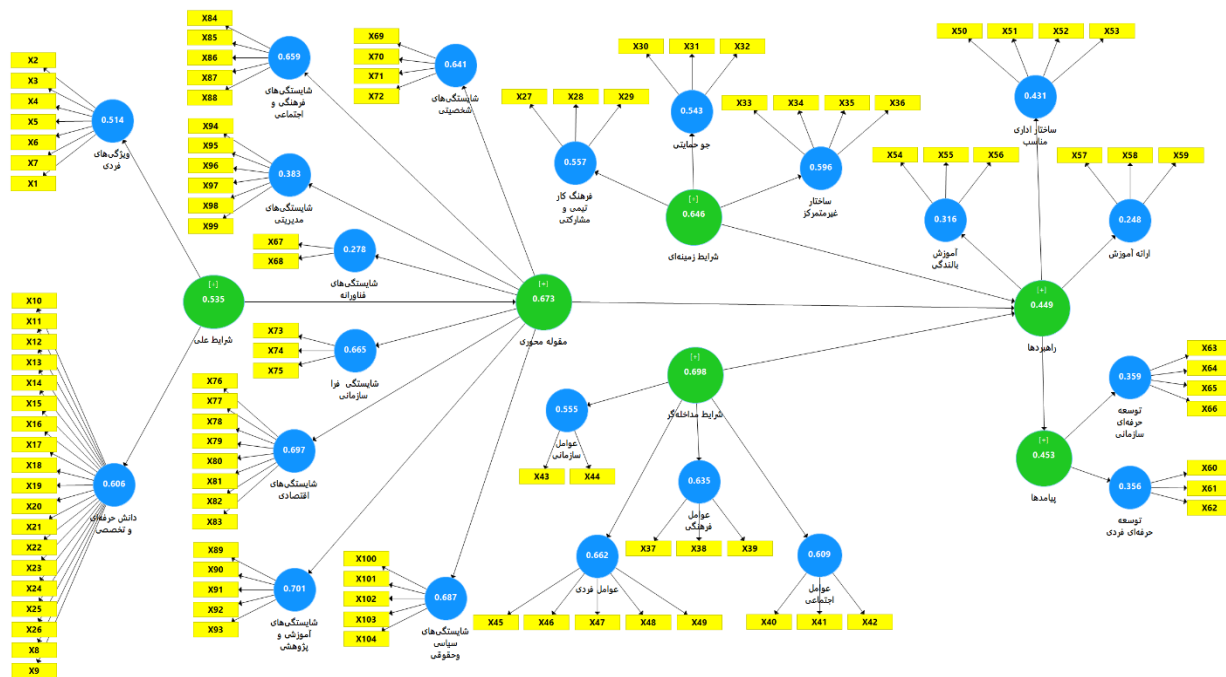 X2
X3
X4
X5
X6
X7
X1
0.514
ویژگی‌های
فردی
X84
X85
X86
X87
X88
0.659
شایستگی‌های
فرهنگی و
اجتماعی
X69
X70
X71
X72
0.641
شایستگی‌های
شخصیتی
X94
X95
X96
X97
X98
X99
0.383
شایستگی‌های
مدیریتی
X67
X68
0.278
شایستگی‌های
فناورانه
[+]
0.535
شرایط علی
[+]
0.673
مقوله محوری
X73
X74
X75
0.665
شایستگی فرا
سازمانی
X76
X77
X78
X79
X80
X81
X82
X83
0.697
شایستگی‌های
اقتصادی
X89
X90
X91
X92
X93
0.701
شایستگی‌های
آموزشی و
پژوهشی
X100
X101
X102
X103
X104
0.687
شایستگی‌های
سیاسی
وحقوقی
X10
X11
X12
X13
X14
X15
X16
X17
X18
X19
X20
X21
X22
X23
X24
X25
X26
X8
X9
0.606
دانش حرفه‌ای
و تخصصی
X27
X28
X29
0.557
فرهنگ کار
تیمی و
مشارکتی
X30
X31
X32
0.543
جو حمایتی
X33
X34
X35
X36
0.596
ساختار
غیرمتمرکز
[+]
0.646
شرایط زمینه‌ای
X50
X51
X52
X53
0.431
ساختار اداری
مناسب
X54
X55
X56
0.316
آموزش
بالندگی
X57
X58
X59
0.248
ارائه آموزش
[+]
0.449
راهبردها
[+]
0.698
شرایط مداخله‌گر
0.555
عوامل
سازمانی
X43
X44
0.635
عوامل
فرهنگی
X37
X38
X39
0.662
عوامل فردی
X45
X46
X47
X48
X49
0.609
عوامل
اجتماعی
X40
X41
X42
[+]
0.453
پیامدها
X63
X64
X65
X66
0.359
توسعه
حرفه‌ای
سازمانی
X60
X61
X62
0.356
توسعه
حرفه‌ای فردی